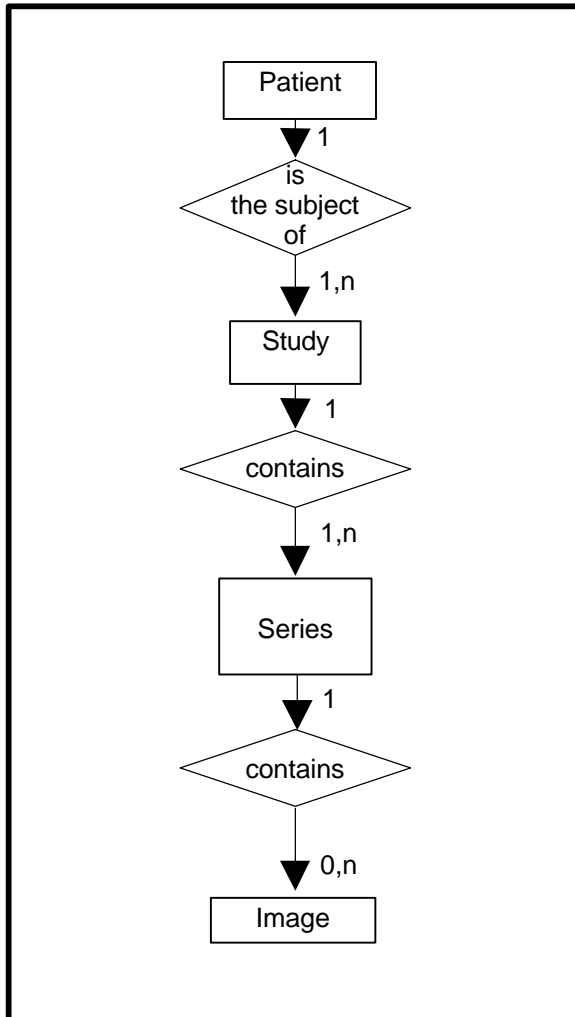 Patient
1
is
the subject
of
1,n
Study
1
contains
1,n
Series
1
contains
0,n
Image